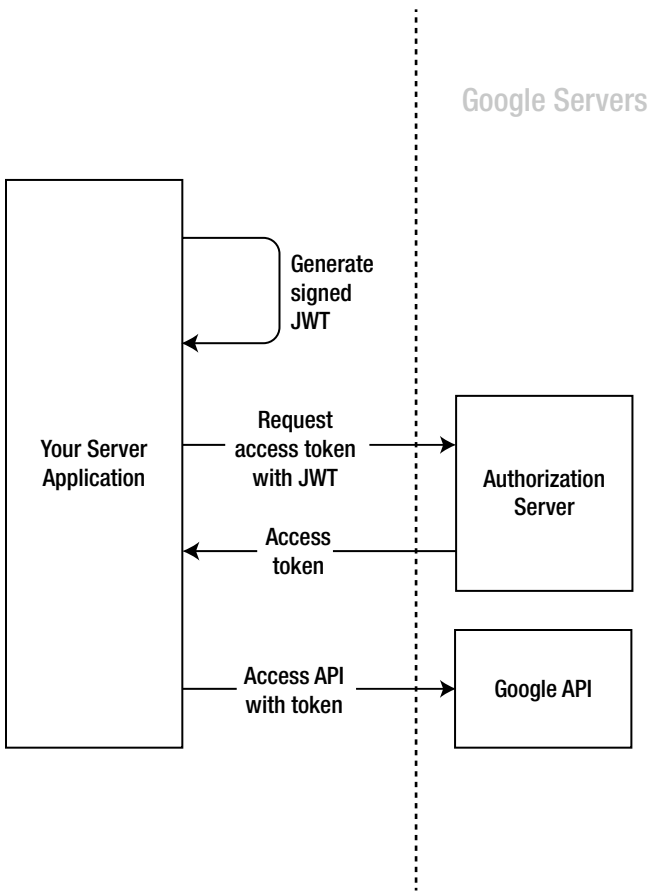 Google Servers
Generate
signed
JWT
Your Server
Application
Request
access token
with JWT
Authorization
Server
Access
token
Access API
with token
Google API